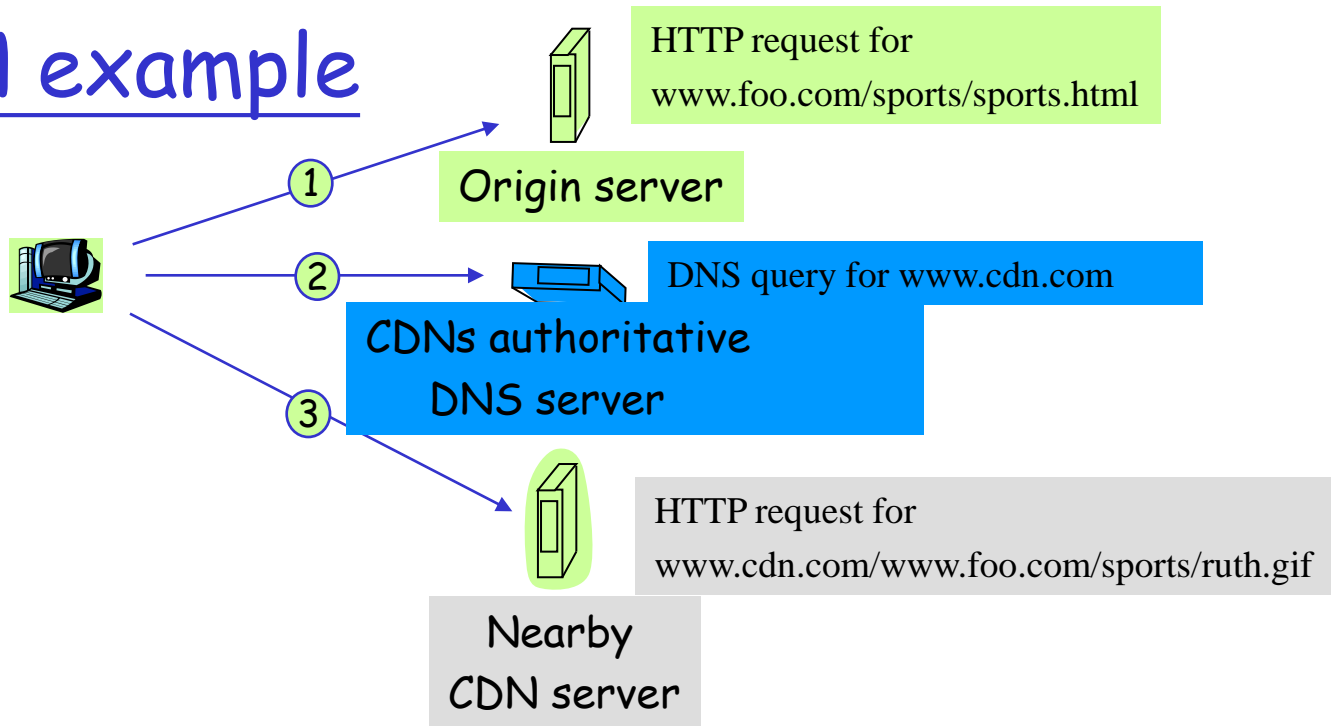 example
HTTP request for
www.foo.com/sports/sports.html
1
Origin server
2
DNS query for www.cdn.com
CDNs authoritative
DNS server
3
HTTP request for
www.cdn.com/www.foo.com/sports/ruth.gif
Nearby
CDN server